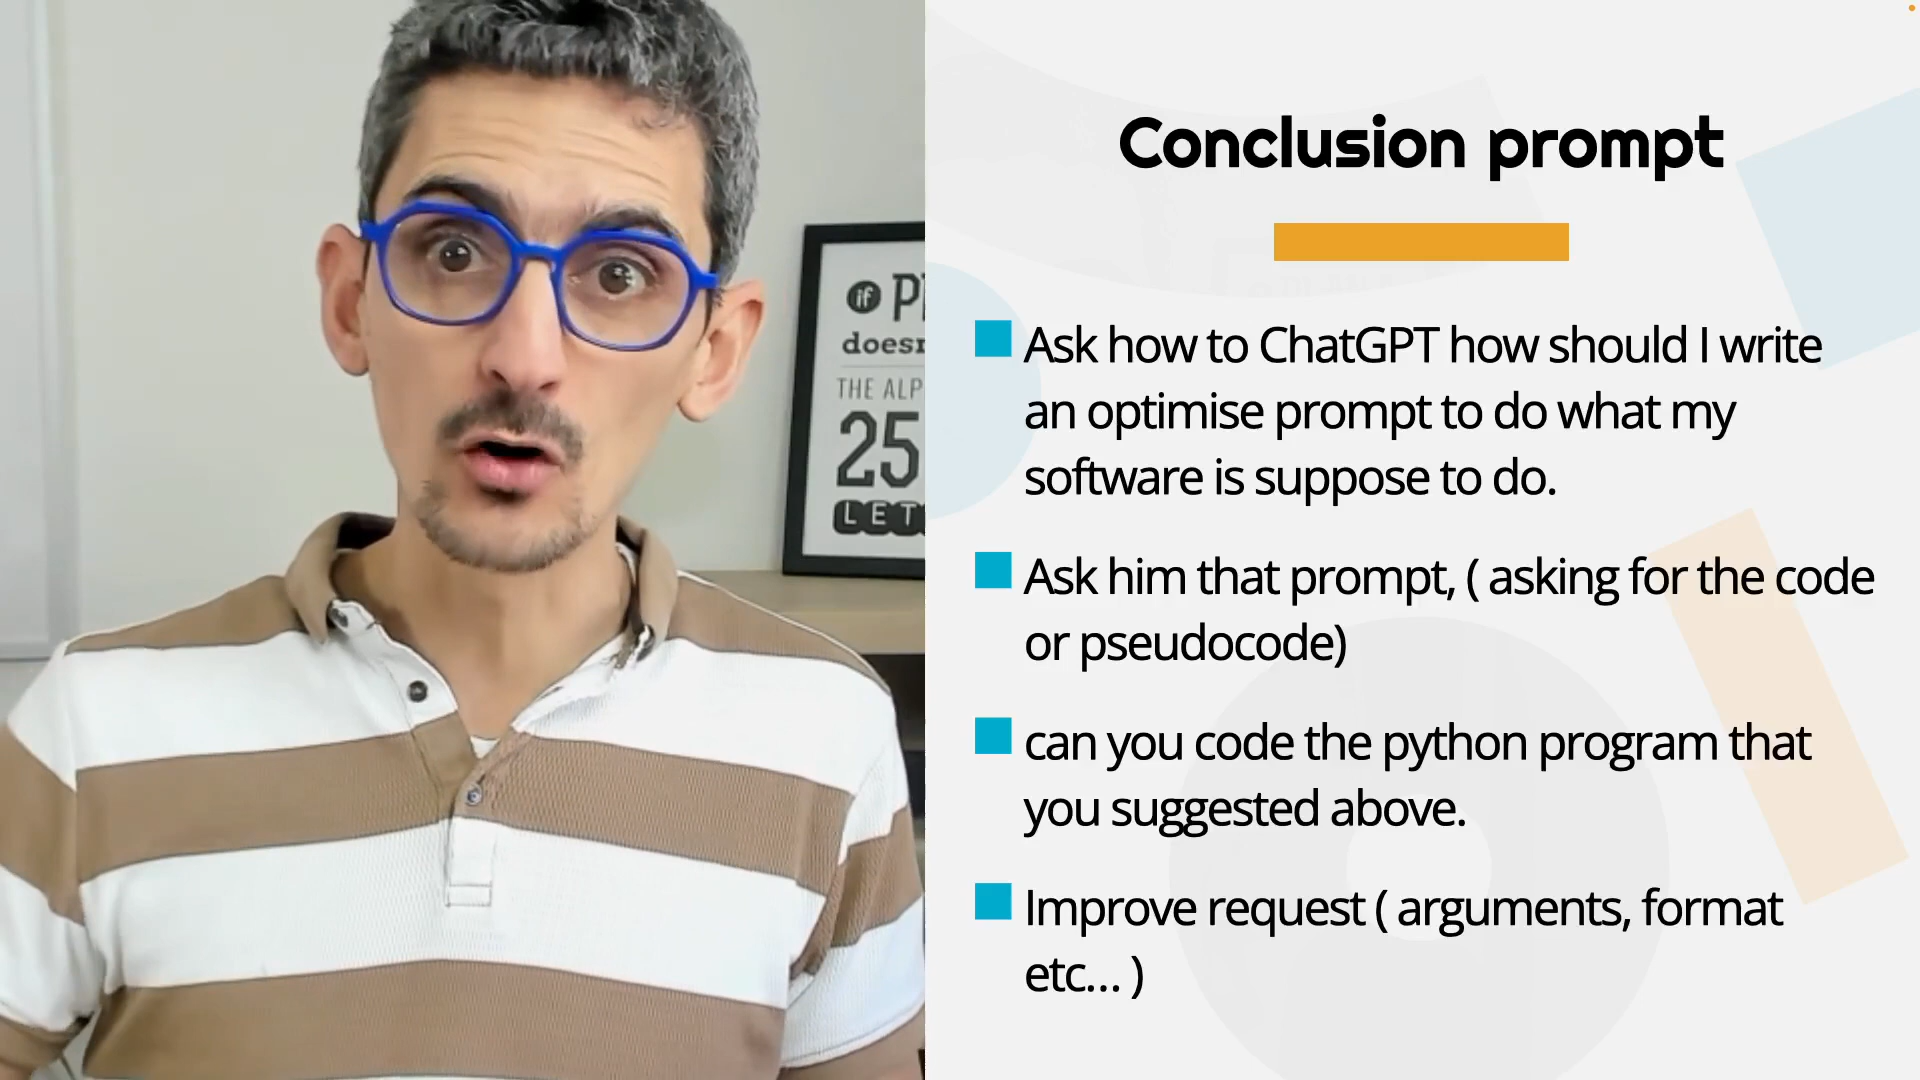 if
doesn
THE ALP
25
LET
Conclusion prompt
Ask how to ChatGPT how should I write
an optimise prompt to do what my
software is suppose to do.
Ask him that prompt, ( asking for the code
or pseudocode)
can you code the python program that
you suggested above.
Improve request ( arguments, format
etc... )